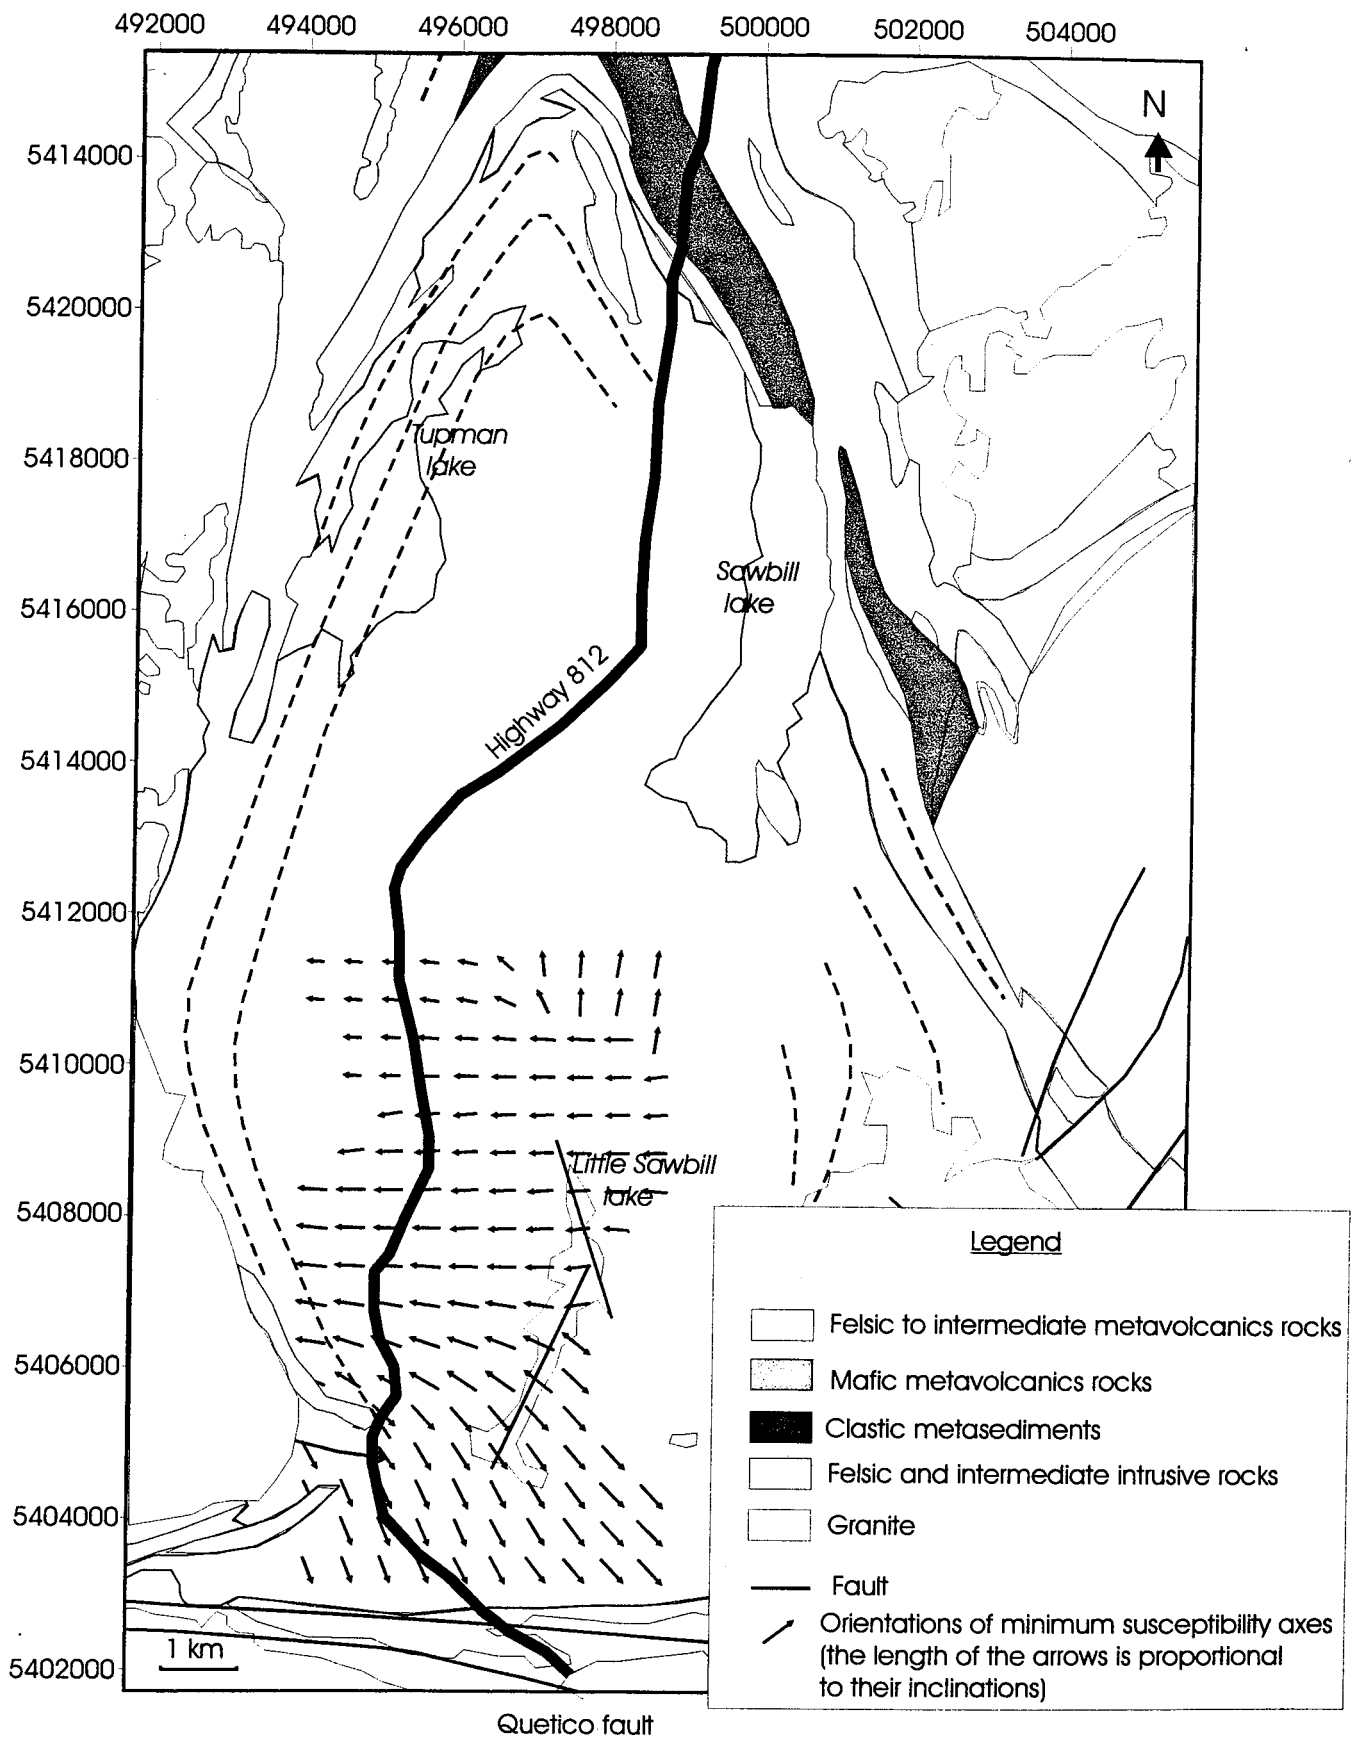 492000 494000 496000 498000 500000 502000 504000
N
5414000
5420000
Tupman
lake
5418000
Sawbill
lake
5416000
Highway 812
5414000
5412000
5410000
Little Sawbill
lake
5408000
Legend
Felsic to intermediate metavolcanics rocks
5406000
Mafic metavolcanics rocks
Clastic metasediments
Felsic and intermediate intrusive rocks
5404000
Granite
Fault
Orientations of minimum susceptibility axes
(the length of the arrows is proportional
to their inclinations)
1 km
5402000
Quetico fault